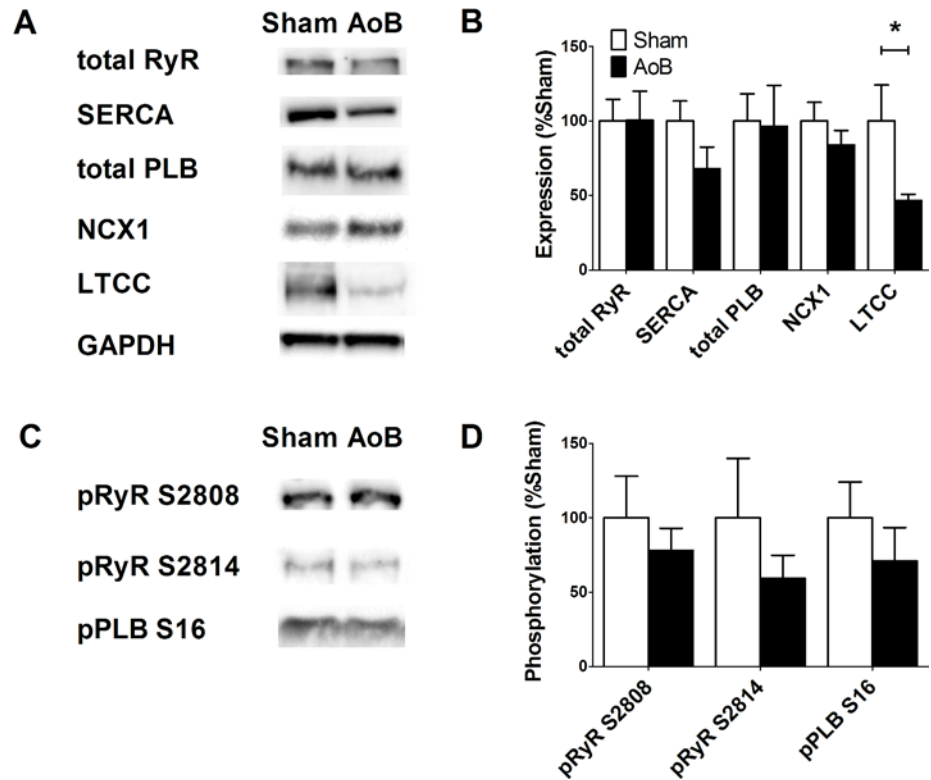 A
Sham AoB
total RyR
SERCA
total PLB
NCX1
LTCC
GAPDH
B
Expression (%Sham)
150
100
50
0
Sham
AoB
*
total RyR
SERCA
total PLB
NCX1
LTCC
C
Sham AoB
pRyR S2808
pRyR S2814
pPLB S16
D
Phosphorylation (%Sham)
150
100
50
0
pRyR S2808
pRyR S2814
pPLB S16